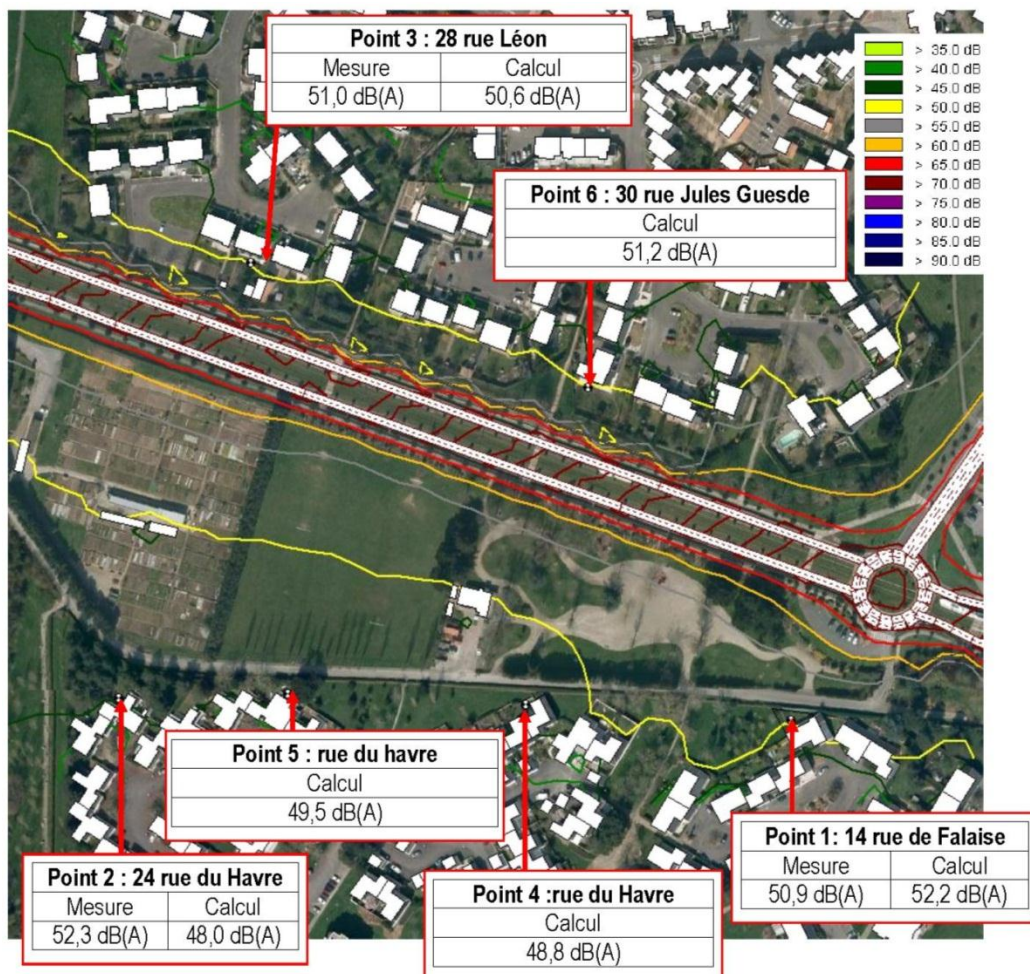 Point 3 : 28 rue Léon
Mesure Calcul
51,0 dB(A) 50,6 dB(A)
> 35.0 dB
> 40.0 dB
> 45.0 dB
> 50.0 dB
> 55.0 dB
> 60.0 dB
> 65.0 dB
> 70.0 dB
> 75.0 dB
> 80.0 dB
> 85.0 dB
> 90.0 dB
Point 6 : 30 rue Jules Guesde
Calcul
51,2 dB(A)
Point 5 : rue du havre
Calcul
49,5 dB(A)
Point 2 : 24 rue du Havre
Mesure Calcul
52,3 dB(A) 48,0 dB(A)
Point 4 :rue du Havre
Calcul
48,8 dB(A)
Point 1: 14 rue de Falaise
Mesure Calcul
50,9 dB(A) 52,2 dB(A)